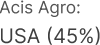 Acis Agro:
USA (45%)